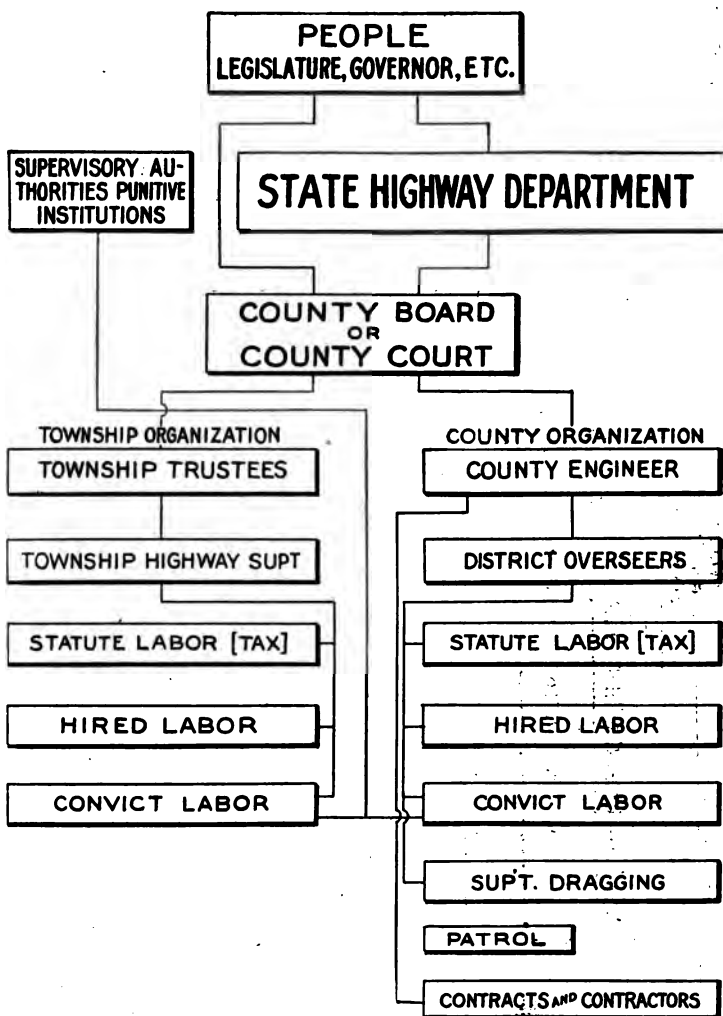 PEOPLE
LEGISLATURE, GOVERNOR, ETC.
SUPERVISORY AU-
THORITIES PUNITIVE
INSTITUTIONS
STATE HIGHWAY DEPARTMENT
COUNTY BOARD
OR
COUNTY COURT
TOWNSHIP ORGANIZATION
TOWNSHIP TRUSTEES
TOWNSHIP HIGHWAY SUPT
STATUTE LABOR [TAX]
HIRED LABOR
CONVICT LABOR
COUNTY ORGANIZATION
COUNTY ENGINEER
DISTRICT OVERSEERS
STATUTE LABOR [TAX]
HIRED LABOR
CONVICT LABOR
SUP'T. DRAGGING
PATROL
CONTRACTS AND CONTRACTORS